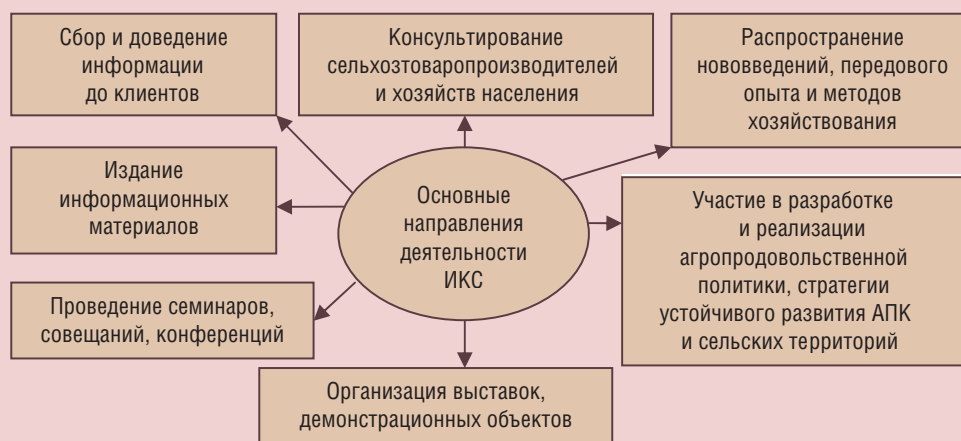 Сбор и доведение
информации
до клиентов
Консультирование
сельхозтоваропроизводителей
и хозяйств населения
Распространение
нововведений, передового
опыта и методов
хозяйствования
Издание
информационных
материалов
Основные
направления
деятельности
ИКС
Участие в разработке
и реализации
агропродовольственной
политики, стратегии
устойчивого развития АПК
и сельских территорий
Проведение семинаров,
совещаний, конференций
Организация выставок,
демонстрационных объектов